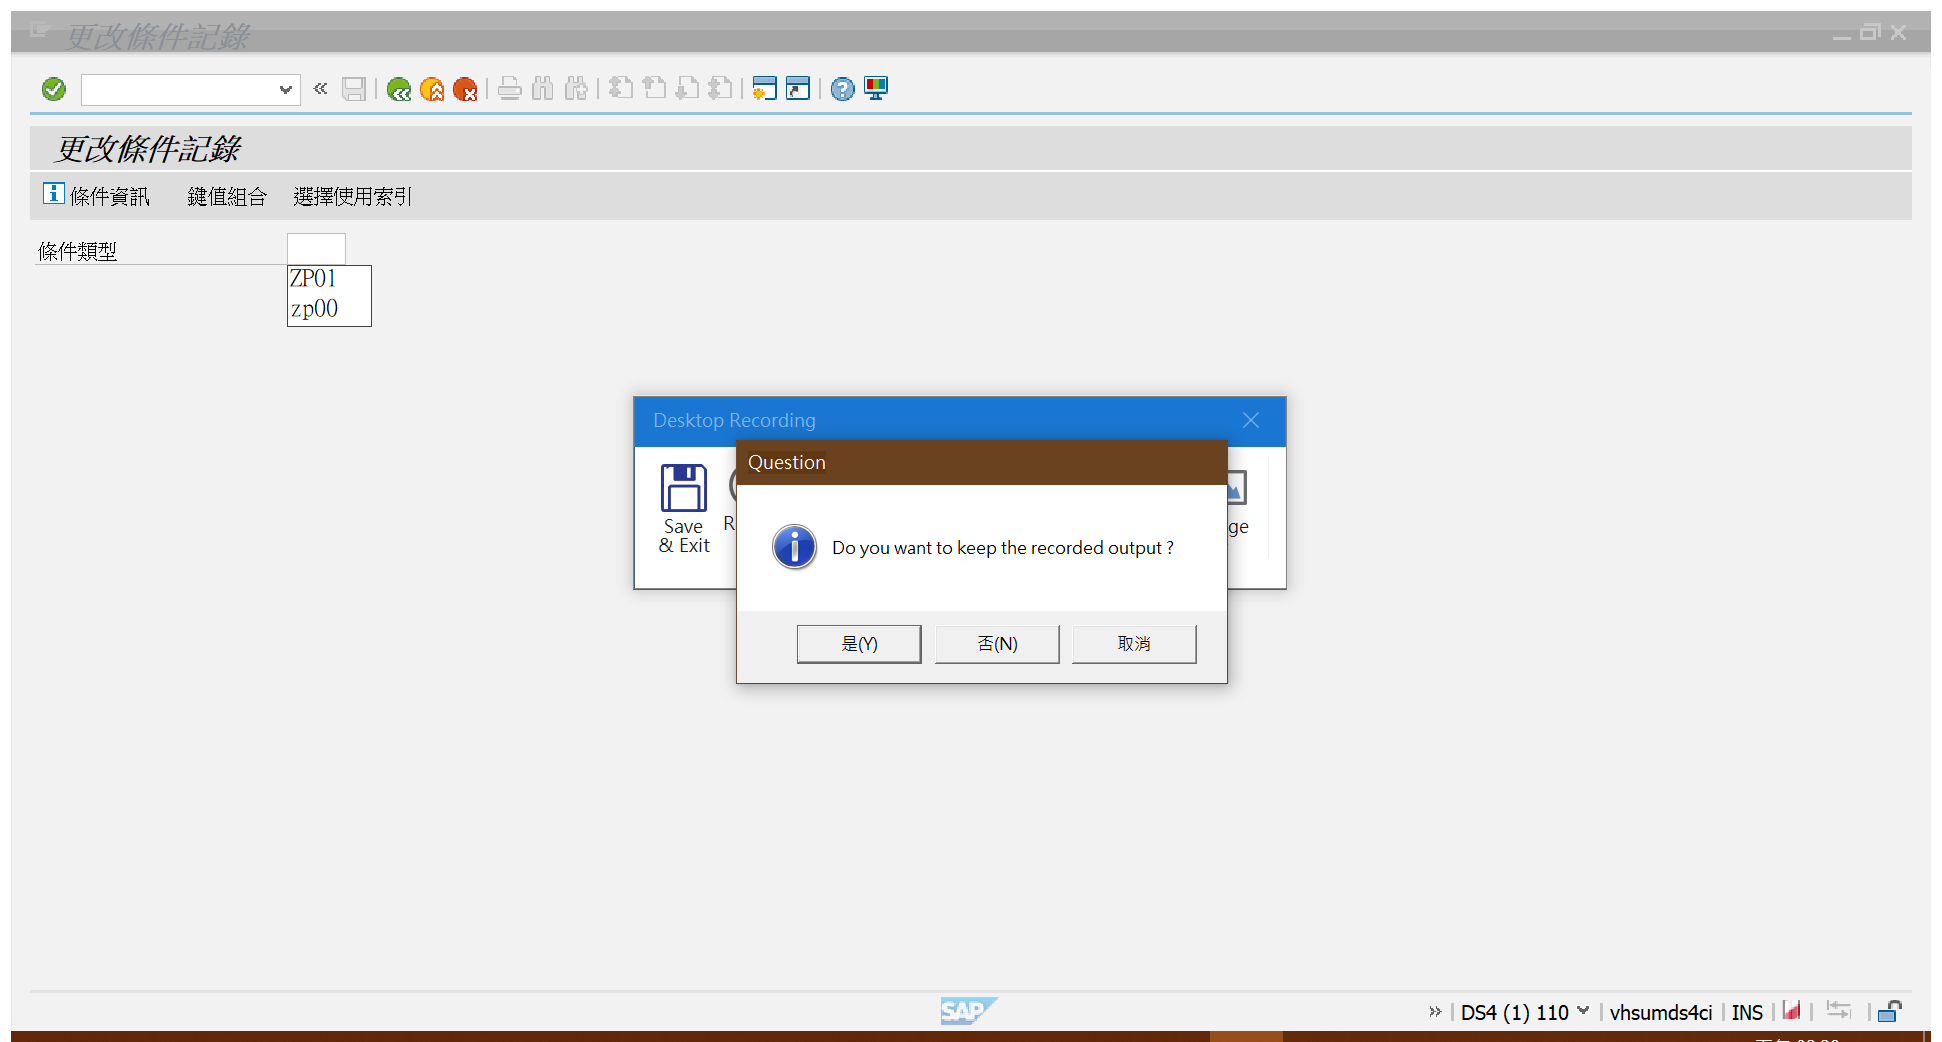 更改條件記錄
更改條件記錄
條件資訊 鍵值組合 選擇使用索引
條件類型
ZP01
zp00
Desktop Recording
Question
Save
& Exit
Do you want to keep the recorded output ?
是(Y) 否(N) 取消
SAP
DS4 (1) 110 vhsumds4ci INS